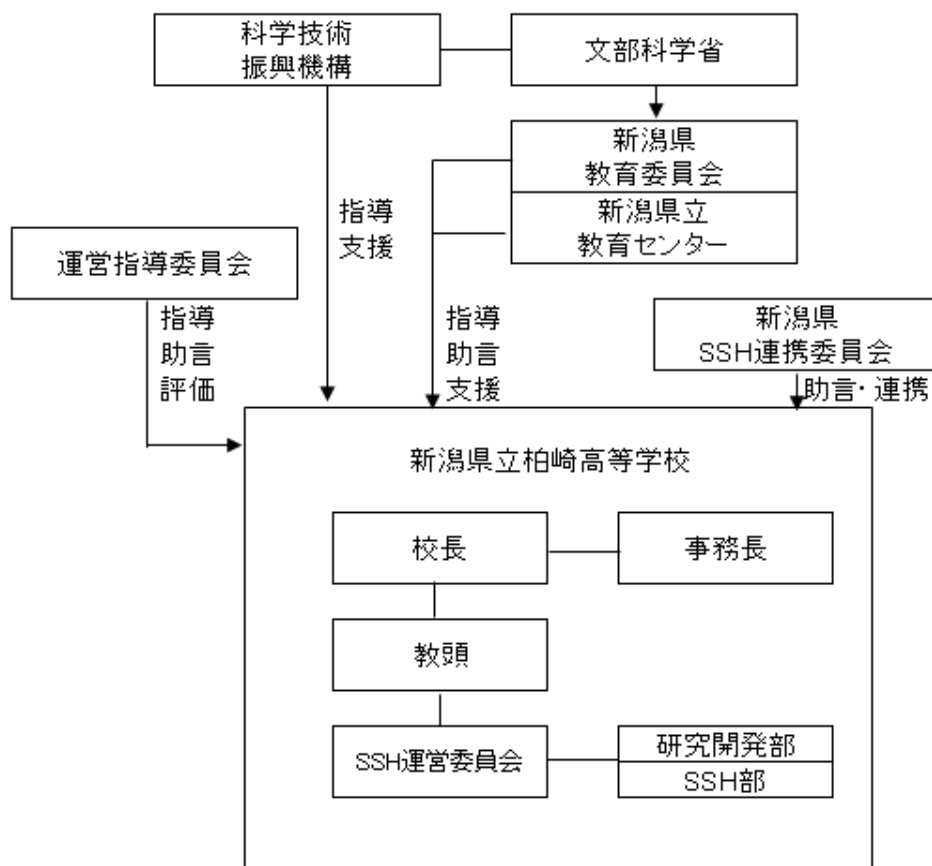 科学技術
振興機構
文部科学省
新潟県
教育委員会
新潟県立
教育センター
指導
支援
運営指導委員会
指導
助言
評価
指導
助言
支援
新潟県
SSH連携委員会
助言・連携
新潟県立柏崎高等学校
校長
事務長
教頭
SSH運営委員会
研究開発部
SSH部